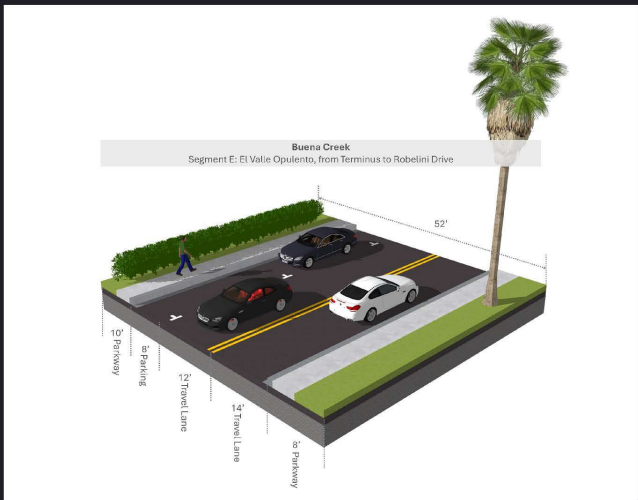 Buena Creek
Segment E: El Valle Opulento, from Terminus to Robelini Drive
52'
10'
Parkway
8'
Parking
12'
Travel Lane
14'
Travel Lane
8'
Parkway